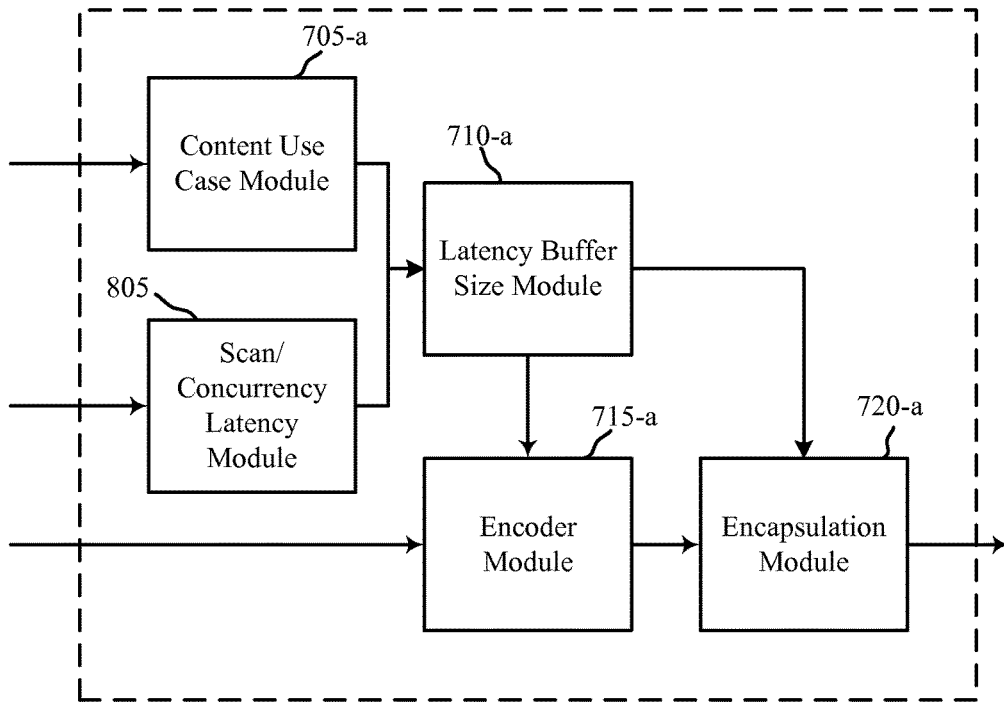 705-a
Content Use
Case Module
710-a
Latency Buffer
Size Module
805
Scan/
Concurrency
Latency
Module
715-a
Encoder
Module
720-a
Encapsulation
Module